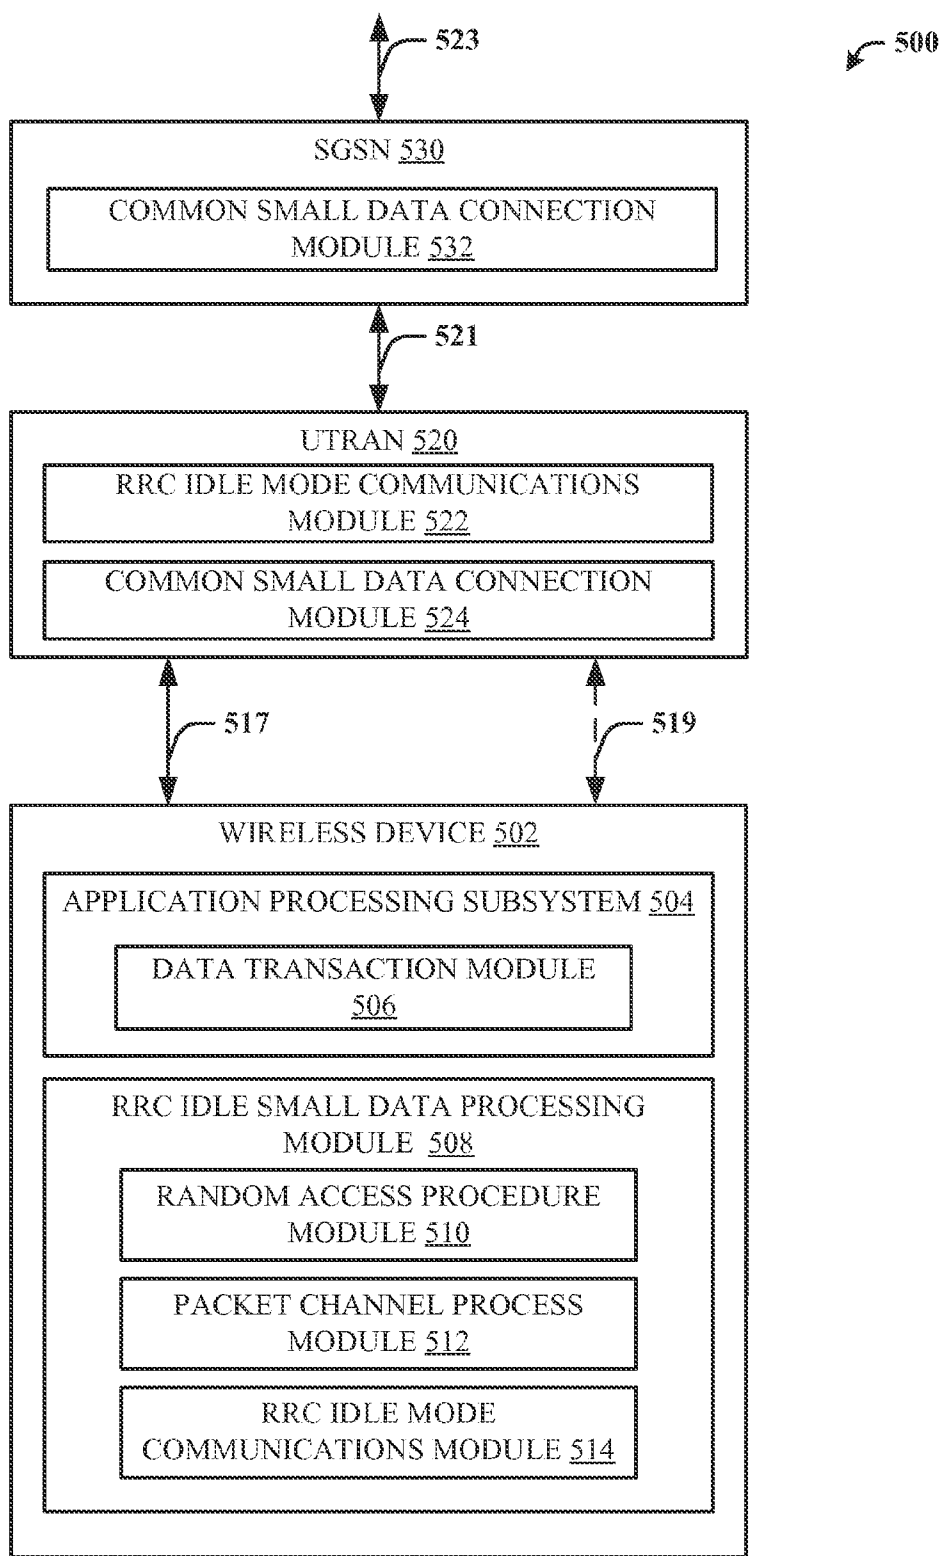 523
500
SGSN 530
COMMON SMALL DATA CONNECTION
MODULE 532
521
UTRAN 520
RRC IDLE MODE COMMUNICATIONS
MODULE 522
COMMON SMALL DATA CONNECTION
MODULE 524
517
519
WIRELESS DEVICE 502
APPLICATION PROCESSING SUBSYSTEM 504
DATA TRANSACTION MODULE
506
RRC IDLE SMALL DATA PROCESSING
MODULE 508
RANDOM ACCESS PROCEDURE
MODULE 510
PACKET CHANNEL PROCESS
MODULE 512
RRC IDLE MODE
COMMUNICATIONS MODULE 514